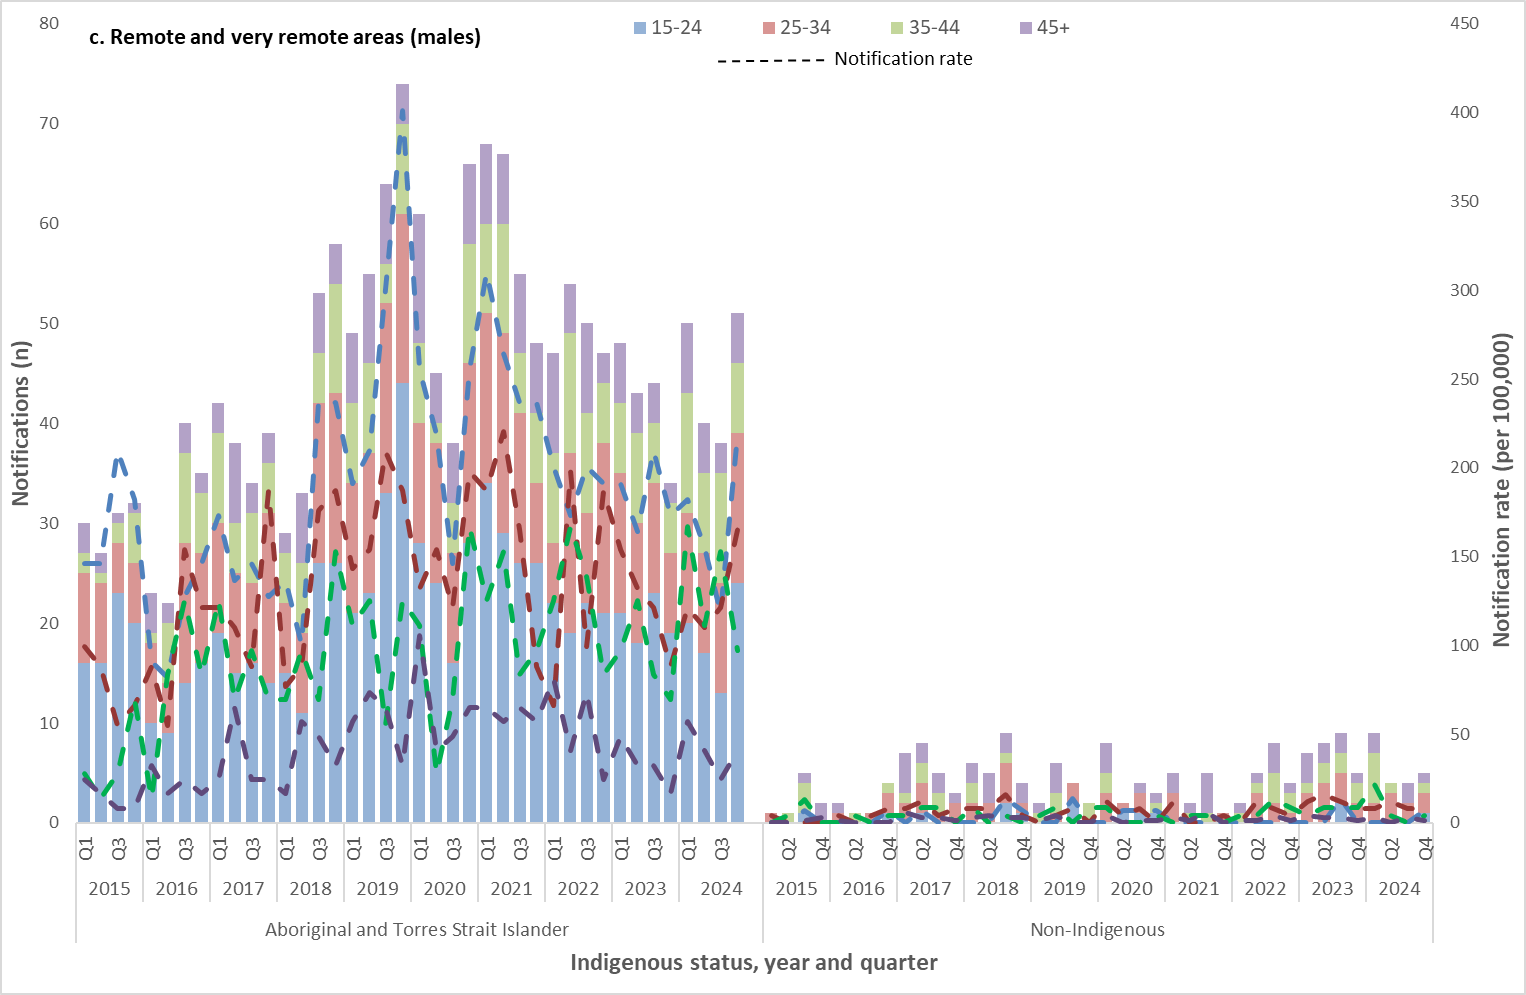 80
70
60
50
40
30
20
10
0
Notifications (n)
c. Remote and very remote areas (males)
15-24 25-34 35-44 45+
Notification rate
450
400
350
300
250
200
150
100
50
0
Notification rate (per 100,000)
Q1 Q3 Q1 Q3 Q1 Q3 Q1 Q3 Q1 Q3 Q1 Q3 Q1 Q3 Q1 Q3 Q1 Q3 Q1 Q3 Q2 Q4 Q2 Q4 Q2 Q4 Q2 Q4 Q2 Q4 Q2 Q4 Q2 Q4 Q2 Q4 Q2 Q4 Q2 Q4
2015 2016 2017 2018 2019 2020 2021 2022 2023 2024 2015 2016 2017 2018 2019 2020 2021 2022 2023 2024
Aboriginal and Torres Strait Islander Non-Indigenous
Indigenous status, year and quarter